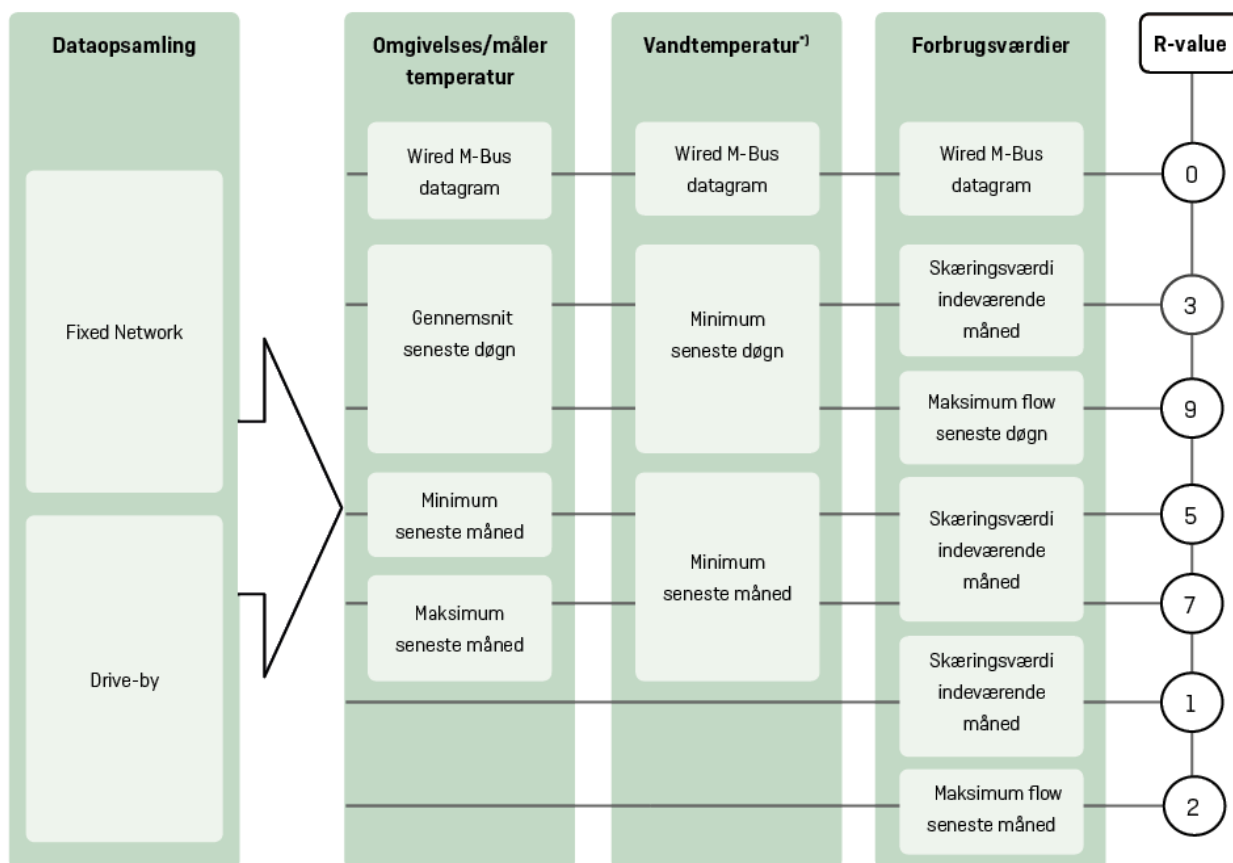 Dataopsamling
Omgivelses/måler
temperatur
Vandtemperatur*)
Forbrugsværdier
R-value
Wired M-Bus
datagram
Wired M-Bus
datagram
Wired M-Bus
datagram
0
Fixed Network
Gennemsnit
seneste døgn
Minimum
seneste døgn
Skæringsværdi
indeværende
måned
3
Maksimum flow
seneste døgn
9
Minimum
seneste måned
Minimum
seneste måned
Skæringsværdi
indeværende
måned
5
Maksimum
seneste måned
7
Drive-by
Skæringsværdi
indeværende
måned
1
Maksimum flow
seneste måned
2